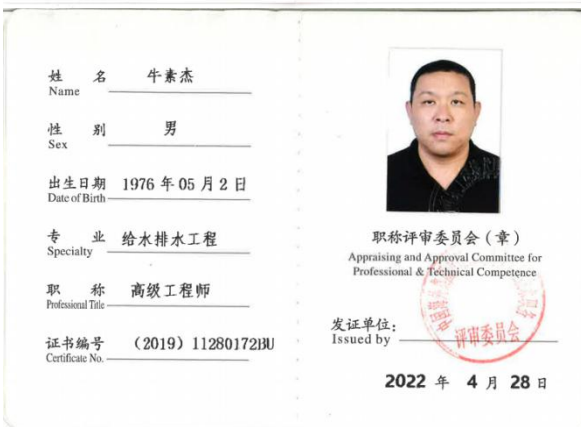 姓 名 牛素杰
Name
性 别 男
Sex
出生日期 1976 年 05 月 2 日
Date of Birth
专 业 给水排水工程
Specialty
职 称 高级工程师
Professional Title
证书编号 (2019) 11280172BU
Certificate No.
职称评审委员会(章)
Appraising and Approval Committee for
Professional & Technical Competence
发证单位:
Issued by
评审委员会
2022 年 4 月 28 日